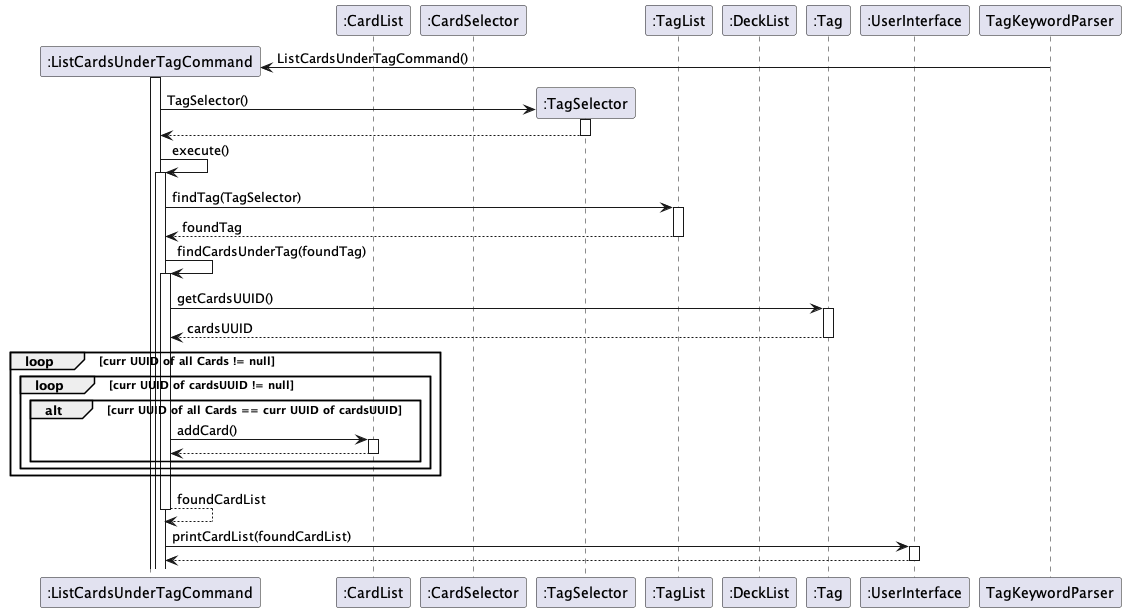 :CardList :CardSelector :TagList :DeckList :Tag :UserInterface TagKeywordParser
:ListCardsUnderTagCommand ListCardsUnderTagCommand()
TagSelector() :TagSelector
execute()
findTag(TagSelector)
foundTag
findCardsUnderTag(foundTag)
getCardsUUID()
cardsUUID
loop [curr UUID of all Cards != null]
loop [curr UUID of cardsUUID != null]
alt [curr UUID of all Cards == curr UUID of cardsUUID]
addCard()
foundCardList
printCardList(foundCardList)
:ListCardsUnderTagCommand :CardList :CardSelector :TagSelector :TagList :DeckList :Tag :UserInterface TagKeywordParser